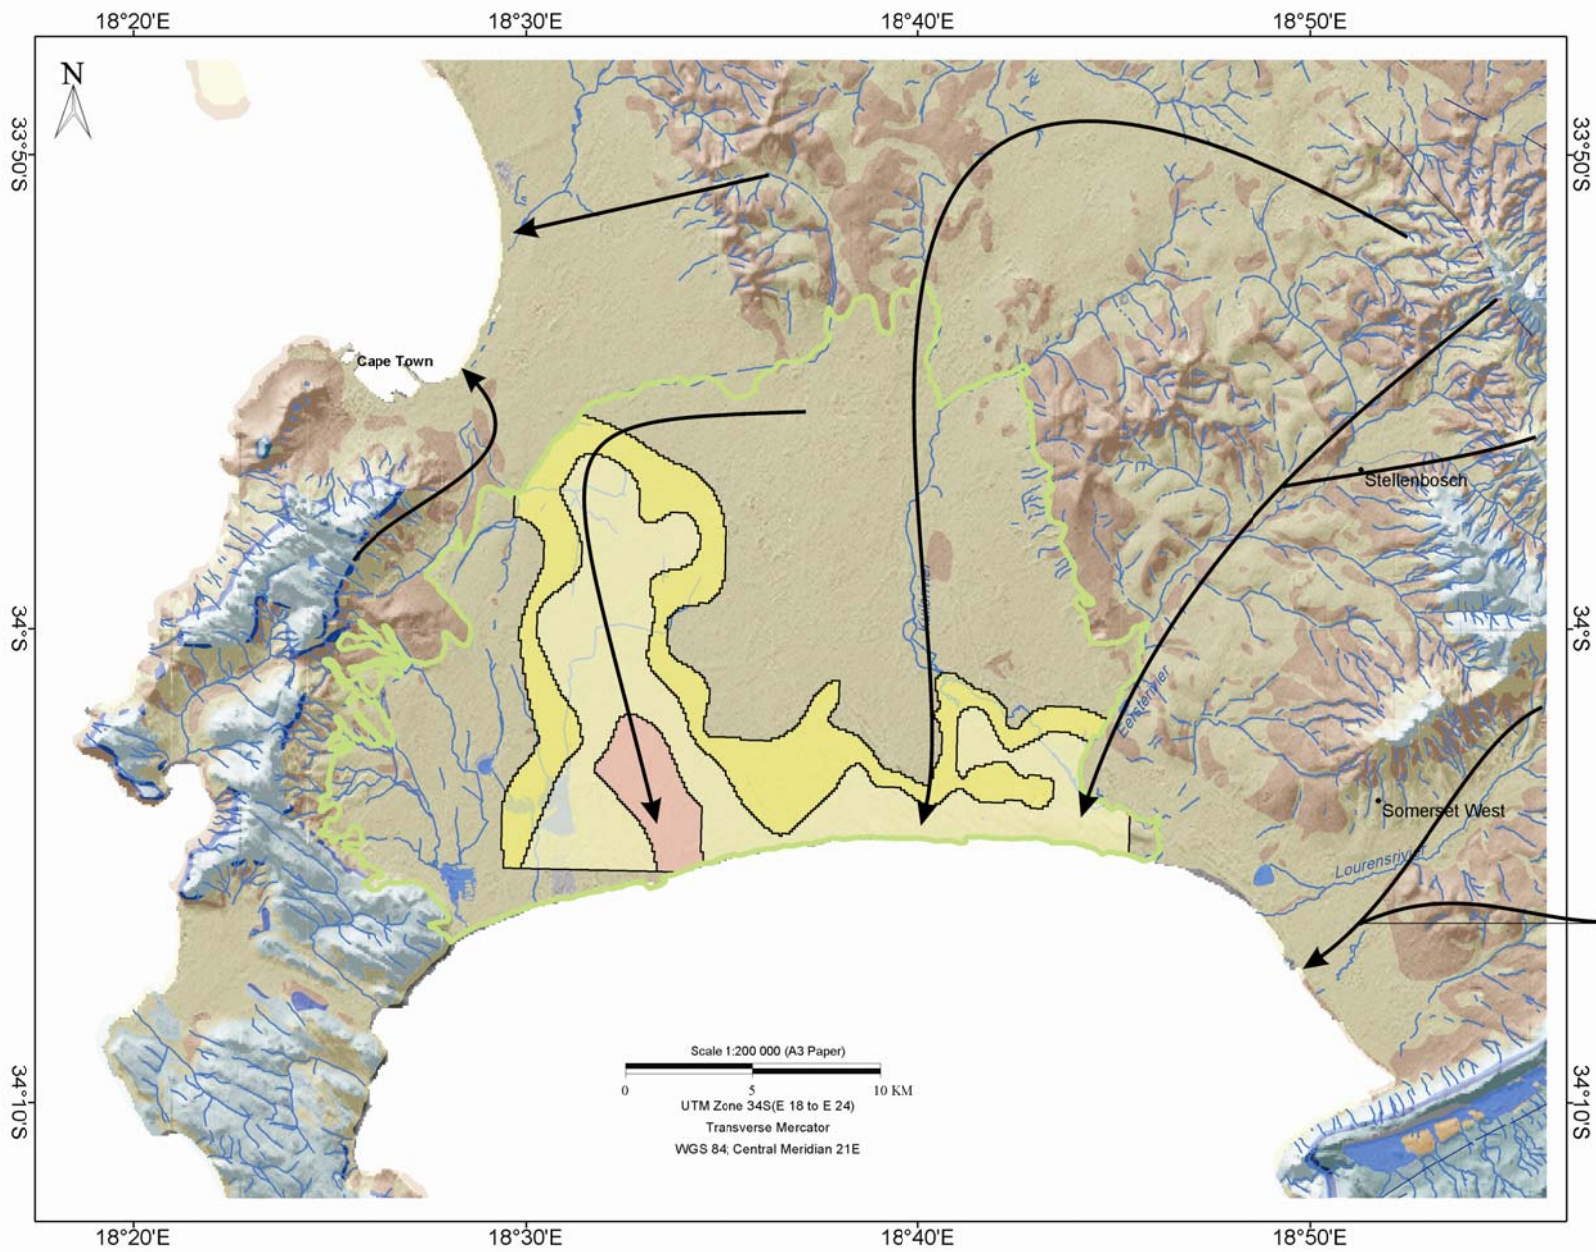 18°20'E 18°30'E 18°40'E 18°50'E
N
33°50'S 33°50'S
Cape Town
Stellenbosch
34°S 34°S
Eersterivier
Somerset West
Lourensrivier
Scale 1:200 000 (A3 Paper)
0 5 10 KM
UTM Zone 34S(E 18 to E 24)
Transverse Mercator
WGS 84; Central Meridian 21E
34°10'S 34°10'S
18°20'E 18°30'E 18°40'E 18°50'E